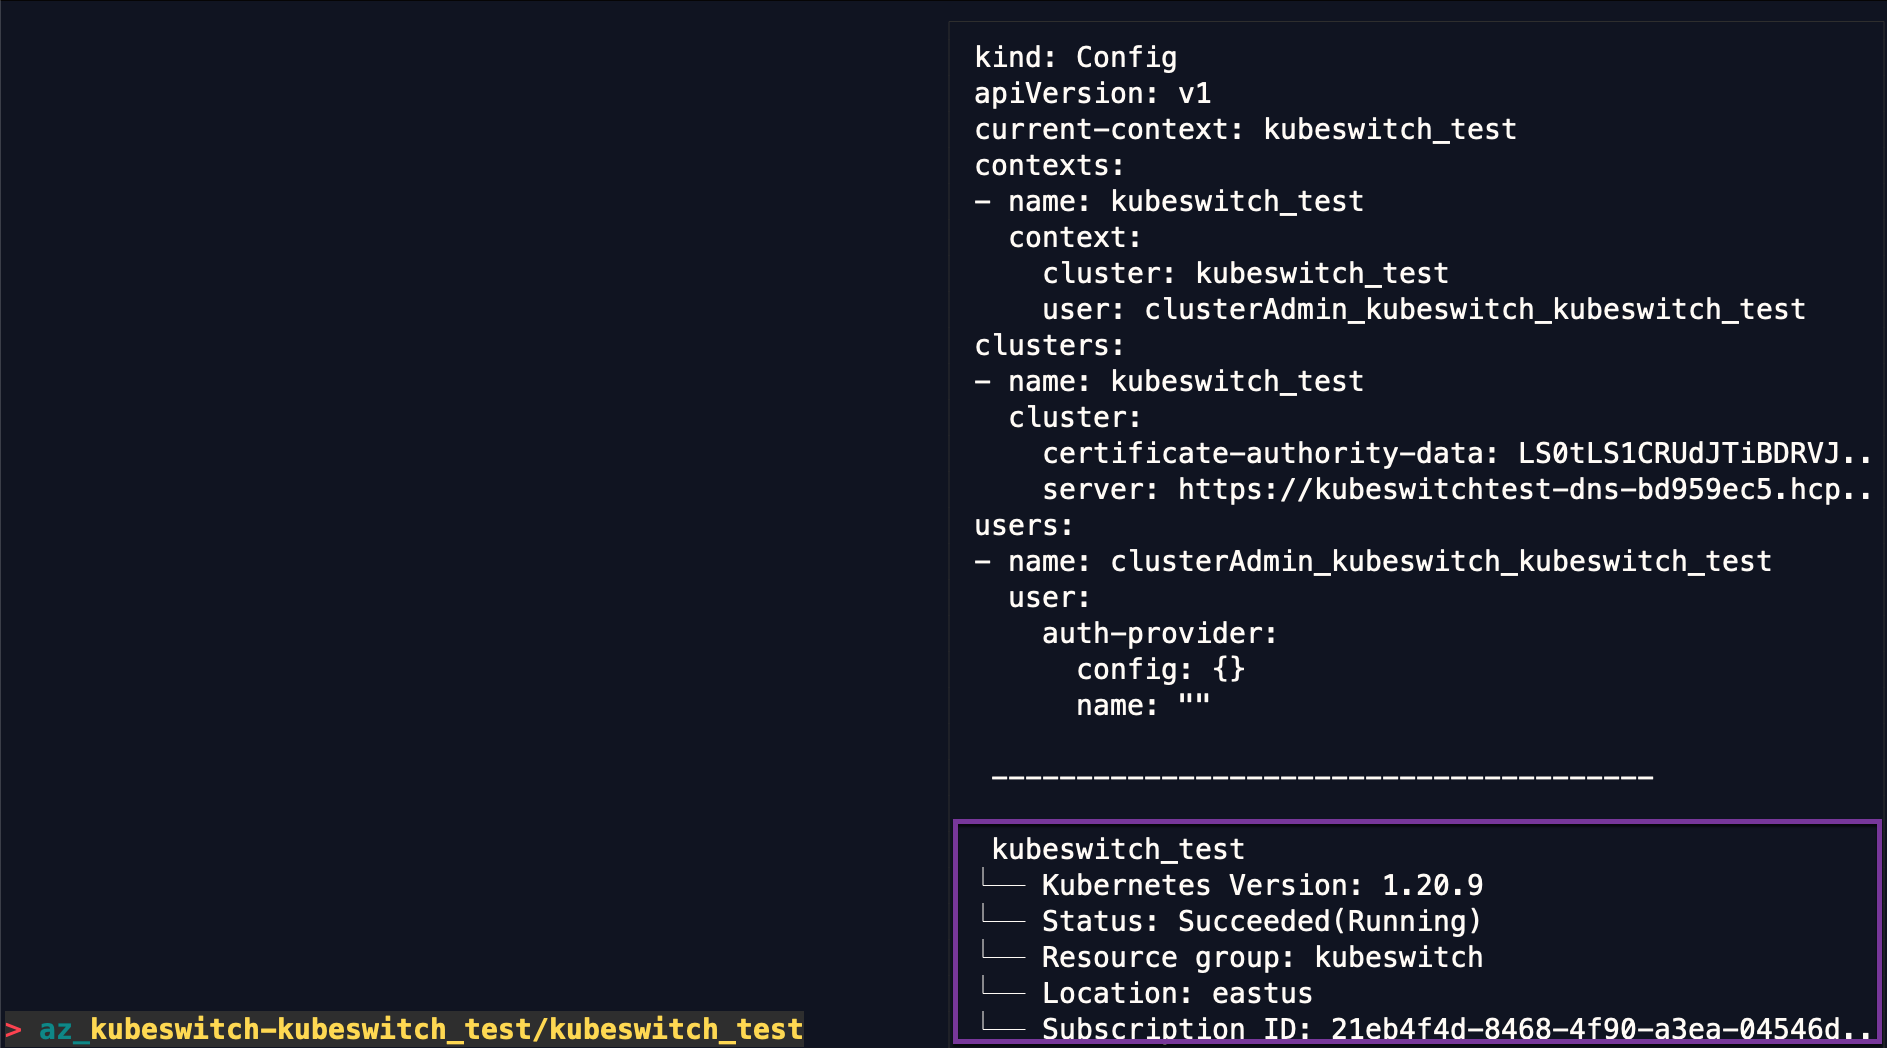 kind: Config
apiVersion: v1
current-context: kubeswitch_test
contexts:
- name: kubeswitch_test
  context:
    cluster: kubeswitch_test
    user: clusterAdmin_kubeswitch_kubeswitch_test
clusters:
- name: kubeswitch_test
  cluster:
    certificate-authority-data: LS0tLS1CRUdJTiBDRVJ..
    server: https://kubeswitchtest-dns-bd959ec5.hcp..
users:
- name: clusterAdmin_kubeswitch_kubeswitch_test
  user:
    auth-provider:
      config: {}
      name: ""
---------------------------------------
kubeswitch_test
└── Kubernetes Version: 1.20.9
└── Status: Succeeded(Running)
└── Resource group: kubeswitch
└── Location: eastus
└── Subscription ID: 21eb4f4d-8468-4f90-a3ea-04546d..
> az_kubeswitch-kubeswitch_test/kubeswitch_test